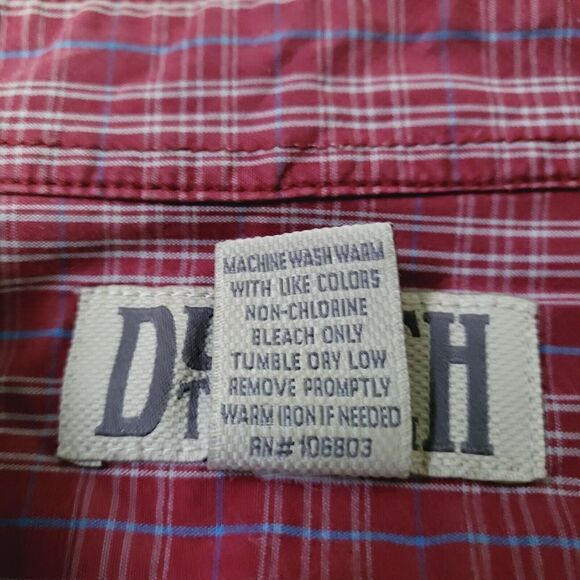 MACHINE WASH WARM
WITH LIKE COLORS
NON-CHLORINE
BLEACH ONLY
TUMBLE DRY LOW
REMOVE PROMPTLY
WARM IRON IF NEEDED
RN# 106803